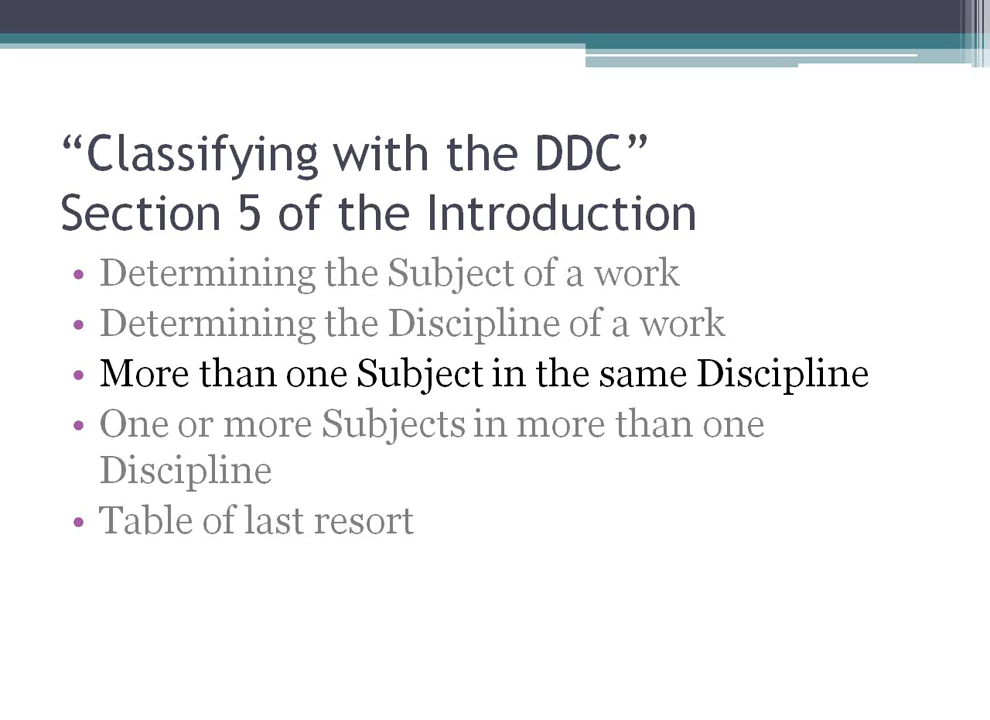 “Classifying with the DDC”
Section 5 of the Introduction
• Determining the Subject of a work
• Determining the Discipline of a work
• More than one Subject in the same Discipline
• One or more Subjects in more than one
Discipline
• Table of last resort